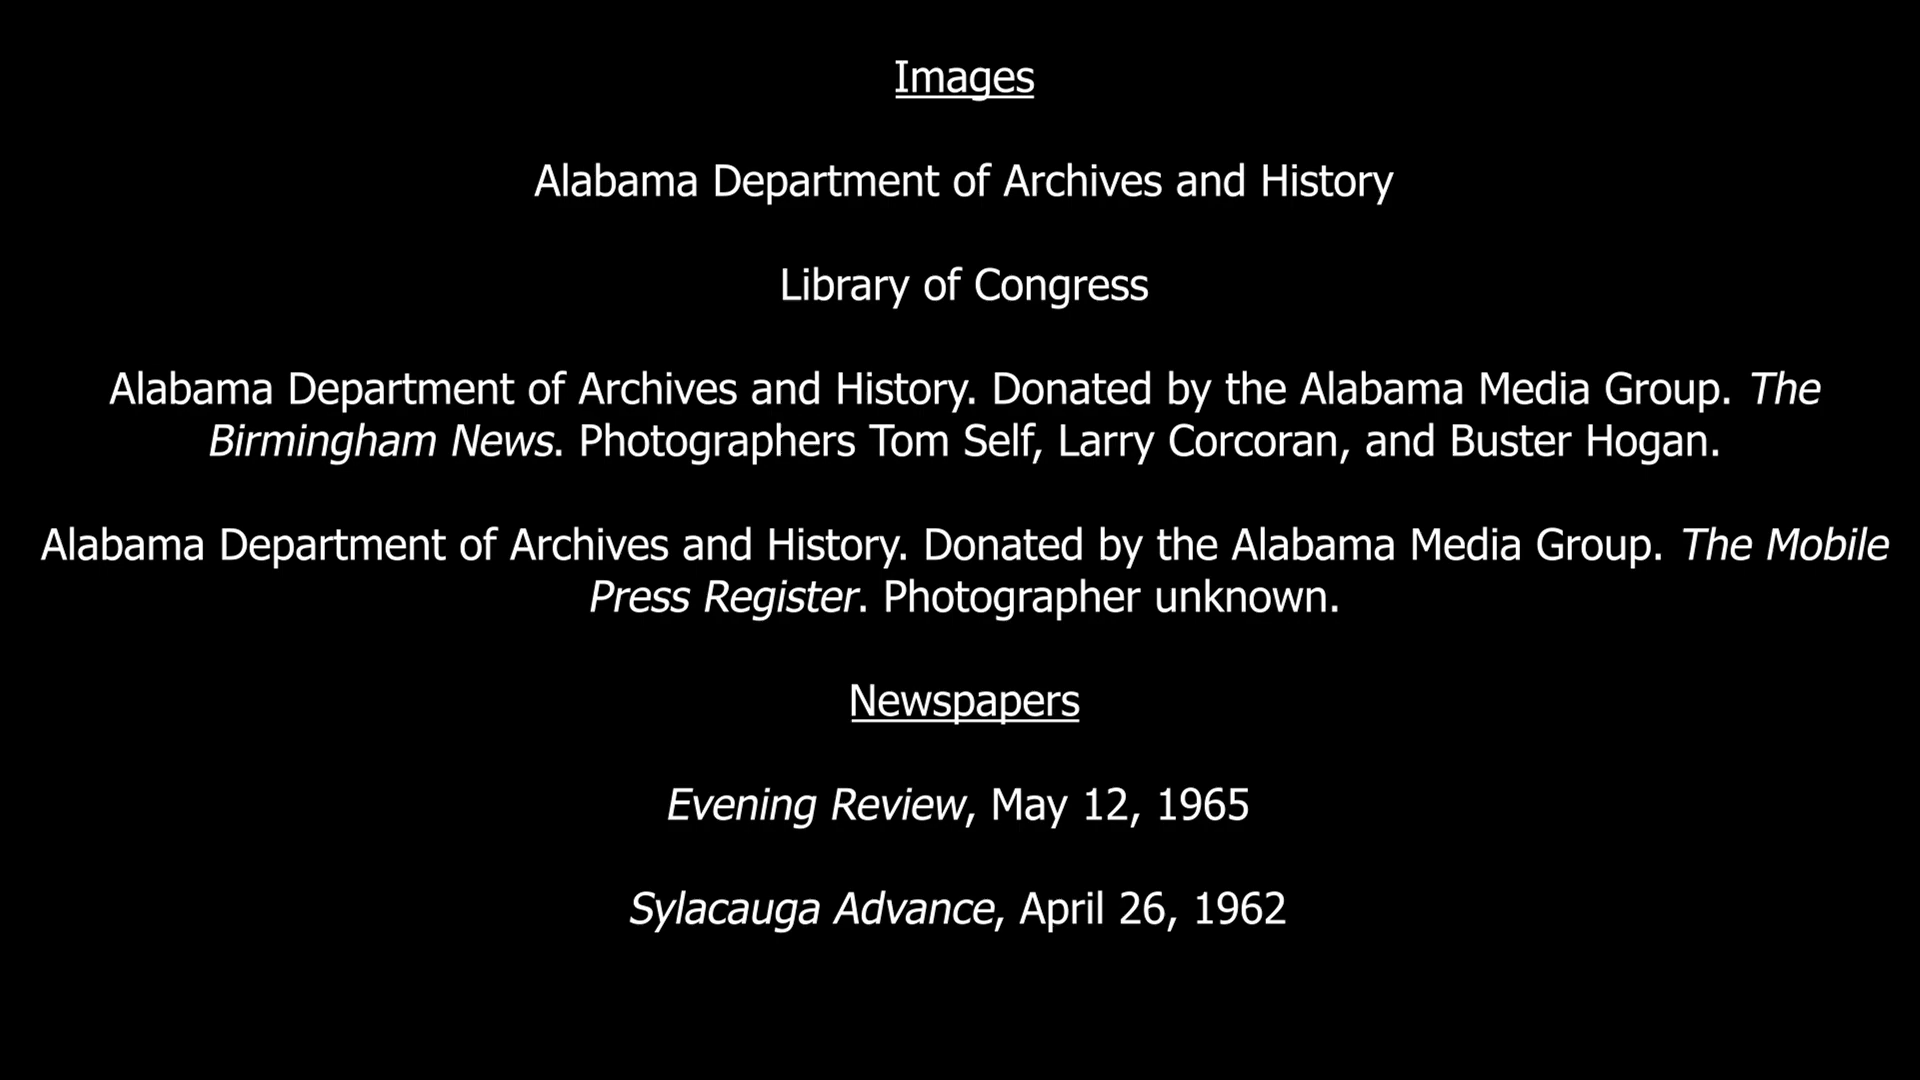 Images
Alabama Department of Archives and History
Library of Congress
Alabama Department of Archives and History. Donated by the Alabama Media Group. The
Birmingham News. Photographers Tom Self, Larry Corcoran, and Buster Hogan.
Alabama Department of Archives and History. Donated by the Alabama Media Group. The Mobile
Press Register. Photographer unknown.
Newspapers
Evening Review, May 12, 1965
Sylacauga Advance, April 26, 1962